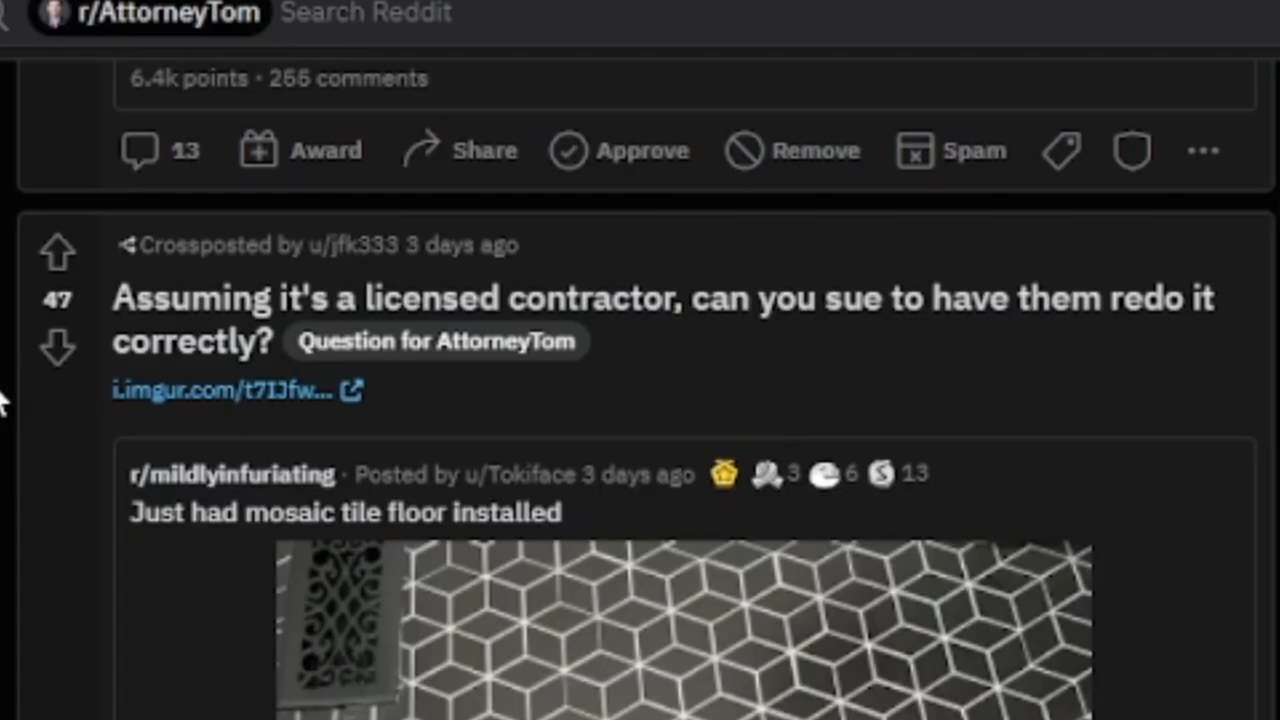 r/AttorneyTom Search Reddit
6.4k points · 255 comments
13 Award Share Approve Remove Spam
Crossposted by u/jfk333 3 days ago
47
Assuming it's a licensed contractor, can you sue to have them redo it
correctly? Question for AttorneyTom
i.imgur.com/t71Jfw...
r/mildlyinfuriating · Posted by u/Tokiface 3 days ago 3 6 13
Just had mosaic tile floor installed